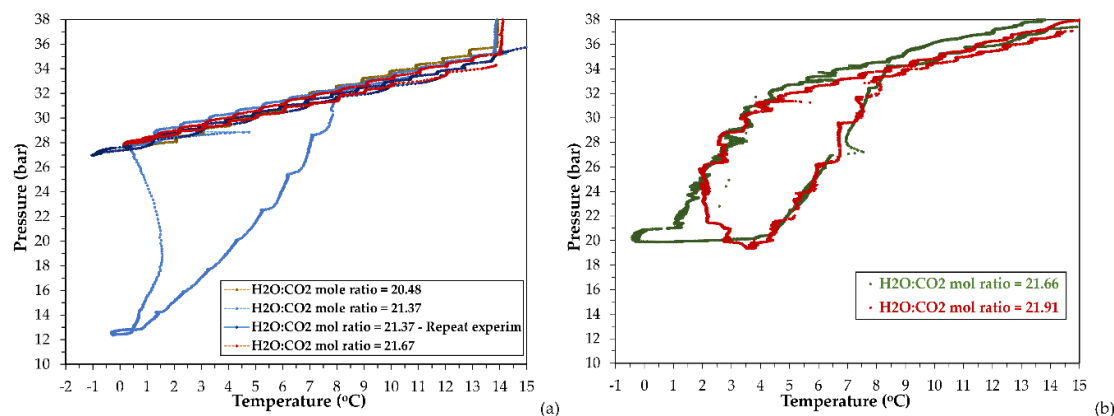 38
36
34
32
30
28
26
24
22
20
18
16
14
12
10
Pressure (bar)
-2 -1 0 1 2 3 4 5 6 7 8 9 10 11 12 13 14 15
Temperature (°C)
H2O:CO2 mole ratio = 20.48
H2O:CO2 mole ratio = 21.37
H2O:CO2 mol ratio = 21.37 - Repeat experim
H2O:CO2 mol ratio = 21.67
(a)
38
36
34
32
30
28
26
24
22
20
18
16
14
12
10
Pressure (bar)
-1 0 1 2 3 4 5 6 7 8 9 10 11 12 13 14 15
Temperature (°C)
H2O:CO2 mol ratio = 21.66
H2O:CO2 mol ratio = 21.91
(b)